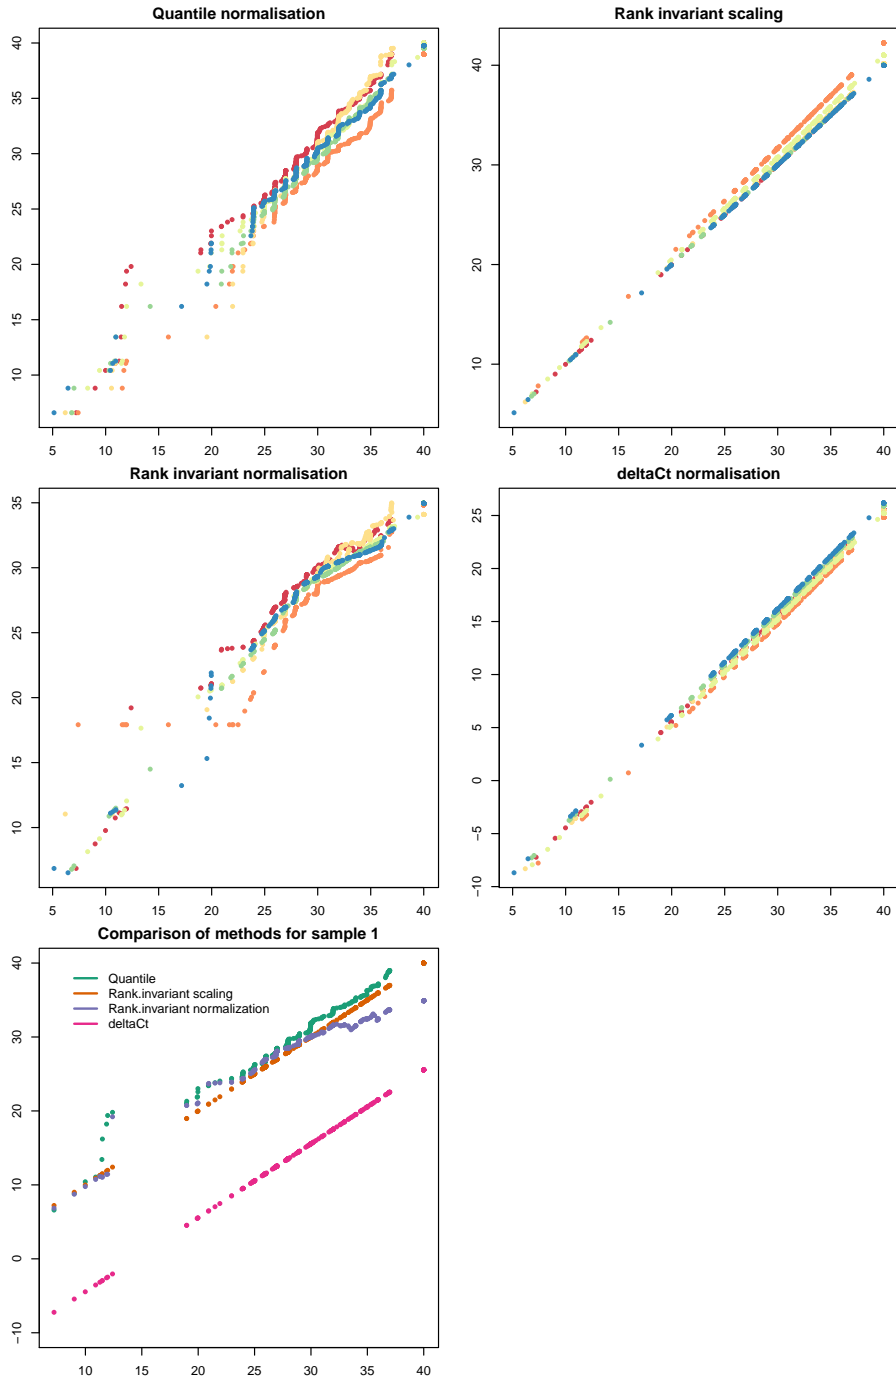 Quantile normalisation
10 15 20 25 30 35 40
5 10 15 20 25 30 35 40
Rank invariant scaling
10 20 30 40
5 10 15 20 25 30 35 40
Rank invariant normalisation
10 15 20 25 30 35
5 10 15 20 25 30 35 40
deltaCt normalisation
−10 −5 0 5 10 15 20 25
5 10 15 20 25 30 35 40
Comparison of methods for sample 1
Quantile
Rank.invariant scaling
Rank.invariant normalization
deltaCt
−10 0 10 20 30 40
10 15 20 25 30 35 40